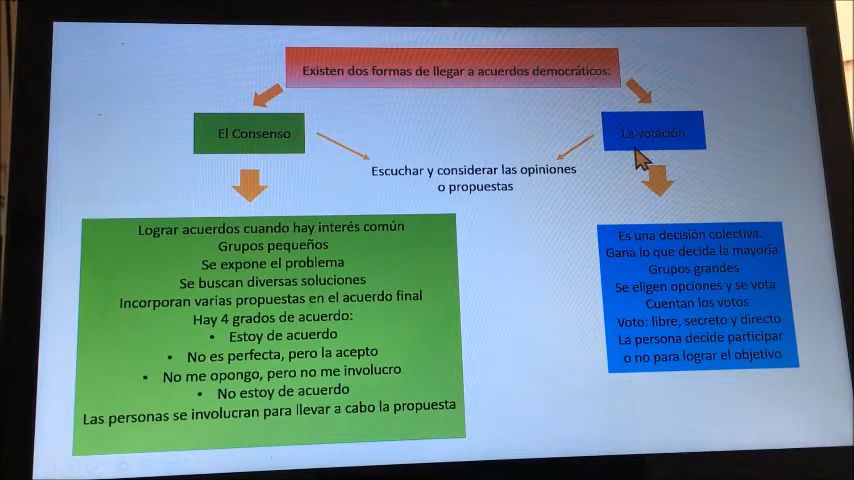 Existen dos formas de llegar a acuerdos democráticos:
El Consenso
La votación
Escuchar y considerar las opiniones
o propuestas
Lograr acuerdos cuando hay interés común
Grupos pequeños
Se expone el problema
Se buscan diversas soluciones
Incorporan varias propuestas en el acuerdo final
Hay 4 grados de acuerdo:
• Estoy de acuerdo
• No es perfecta, pero la acepto
• No me opongo, pero no me involucro
• No estoy de acuerdo
Las personas se involucran para llevar a cabo la propuesta
Es una decisión colectiva.
Gana lo que decida la mayoría
Grupos grandes
Se eligen opciones y se vota
Cuentan los votos
Voto: libre, secreto y directo
La persona decide participar
o no para lograr el objetivo